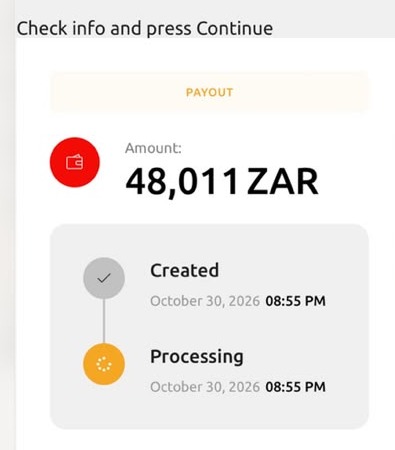 Check info and press Continue
PAYOUT
Amount:
48,011 ZAR
Created
October 30, 2026 08:55 PM
Processing
October 30, 2026 08:55 PM